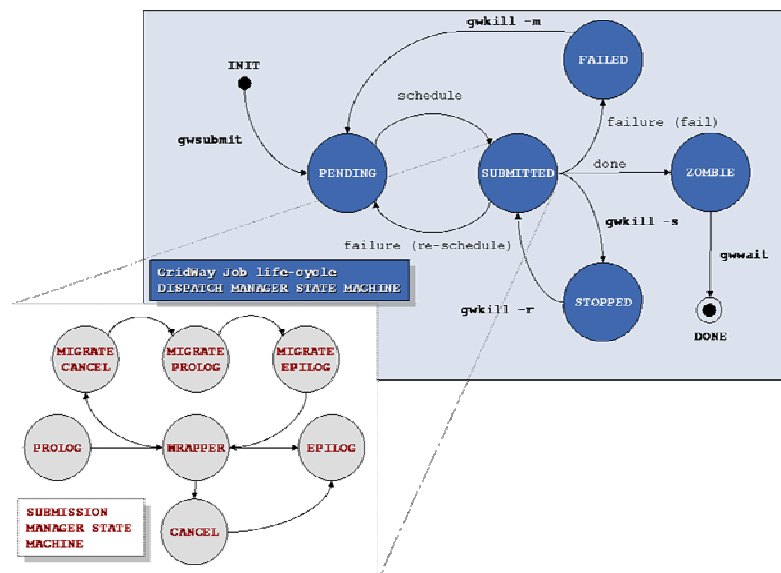 gwkill -m
FAILED
INIT
schedule
failure (fail)
gwsubmit
done
PENDING
SUBMITTED
ZOMBIE
gwkill -s
failure (re-schedule)
gwwait
GridWay Job life-cycle
DISPATCH MANAGER STATE MACHINE
STOPPED
gwkill -r
DONE
MIGRATE
CANCEL
MIGRATE
PROLOG
MIGRATE
EPILOG
PROLOG
WRAPPER
EPILOG
SUBMISSION
MANAGER STATE
MACHINE
CANCEL